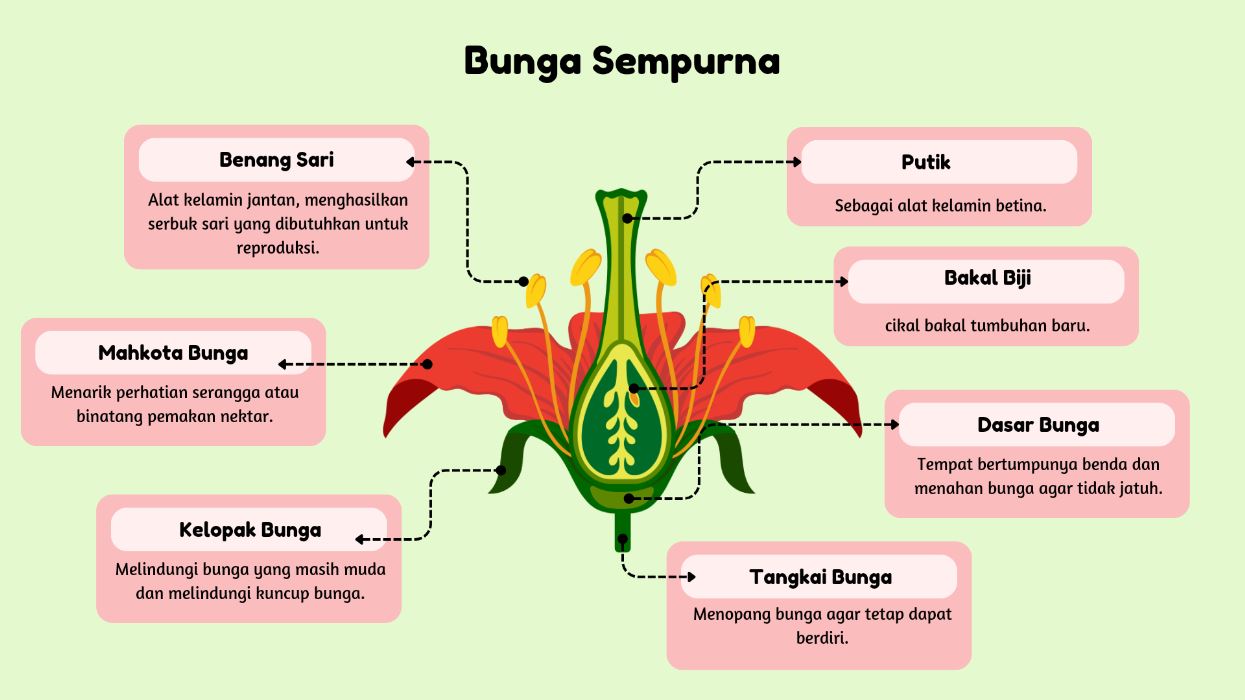 Bunga Sempurna
Benang Sari
Alat kelamin jantan, menghasilkan
serbuk sari yang dibutuhkan untuk
reproduksi.
Putik
Sebagai alat kelamin betina.
Bakal Biji
cikal bakal tumbuhan baru.
Mahkota Bunga
Menarik perhatian serangga atau
binatang pemakan nektar.
Dasar Bunga
Tempat bertumpunya benda dan
menahan bunga agar tidak jatuh.
Kelopak Bunga
Melindungi bunga yang masih muda
dan melindungi kuncup bunga.
Tangkai Bunga
Menopang bunga agar tetap dapat
berdiri.